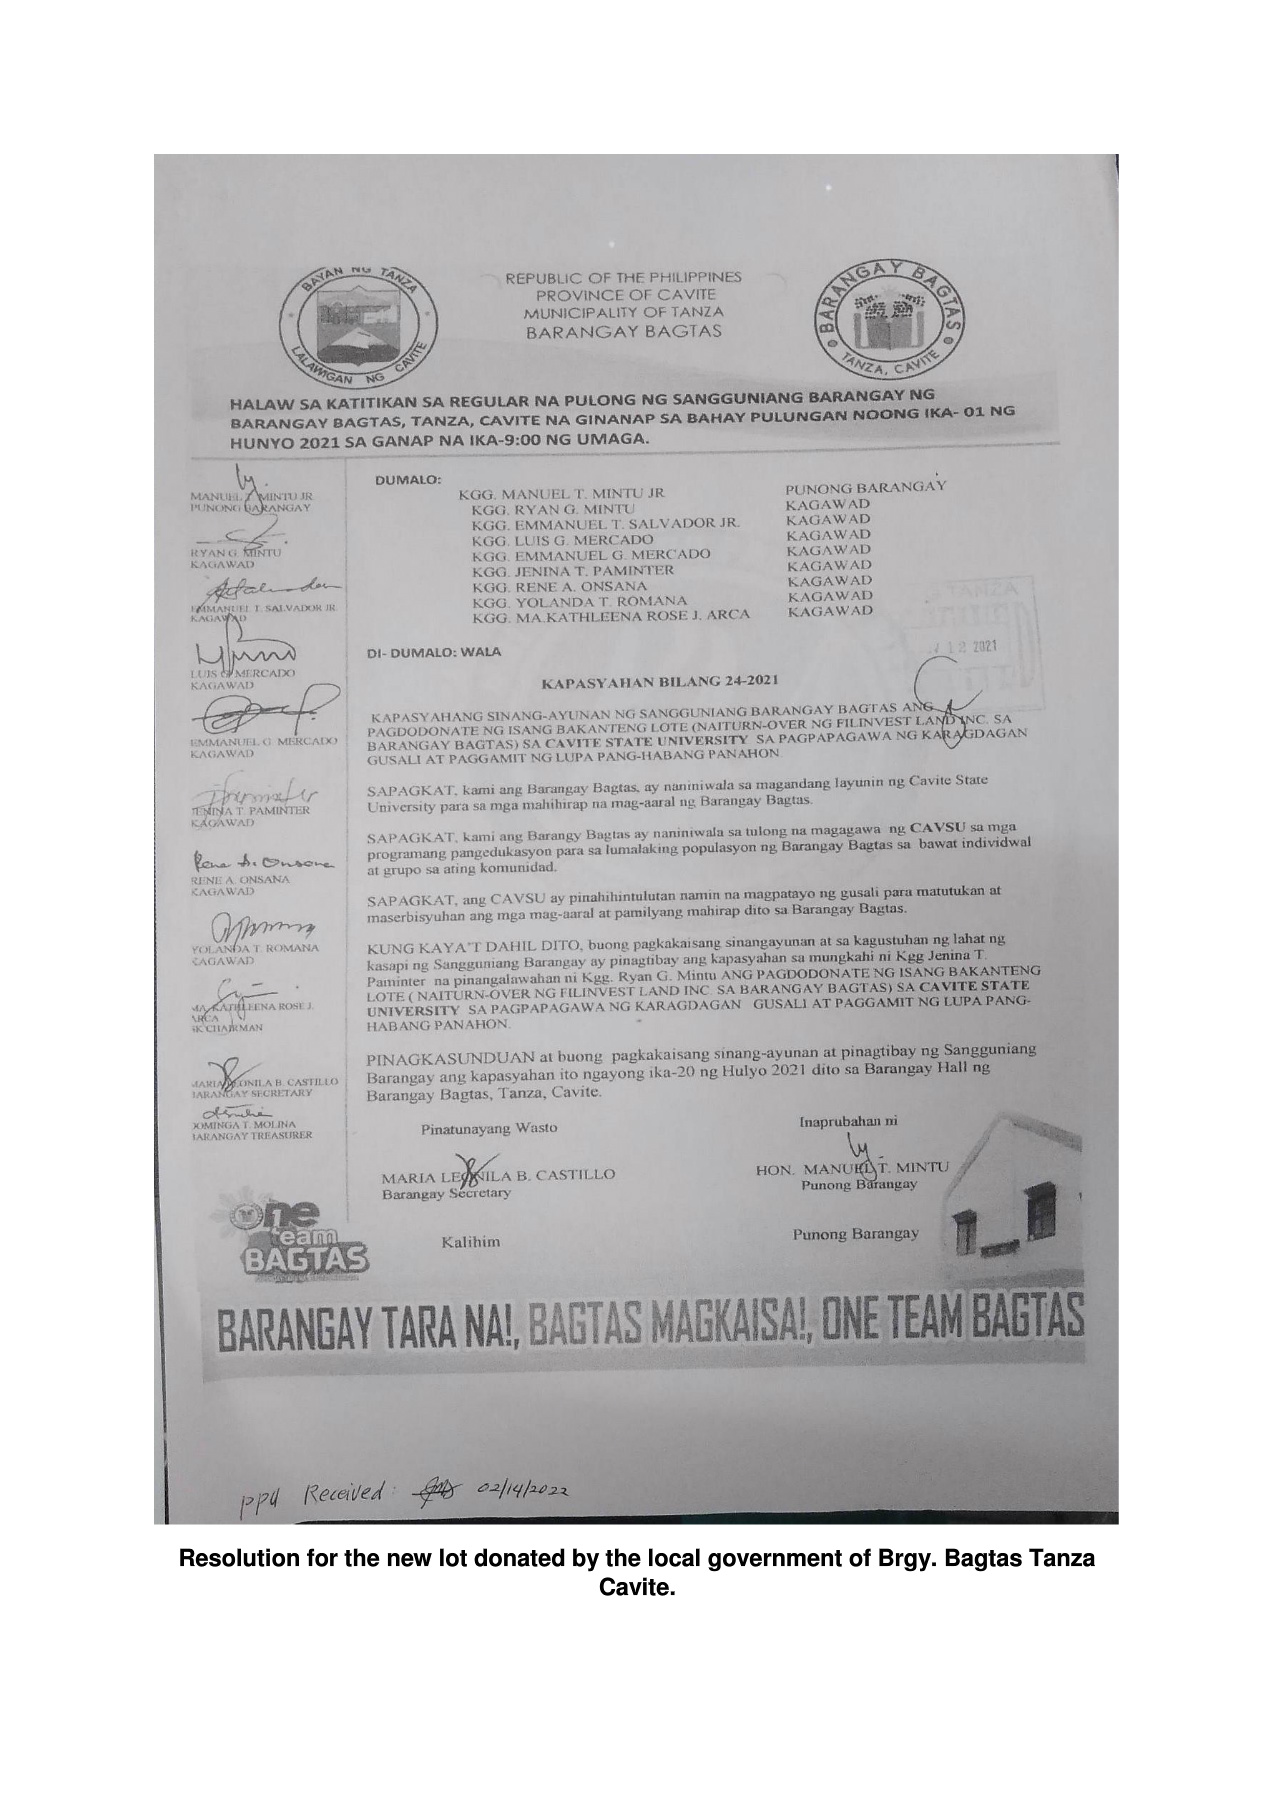 BAYAN NG TANZA
LALAWIGAN NG CAVITE
REPUBLIC OF THE PHILIPPINES
PROVINCE OF CAVITE
MUNICIPALITY OF TANZA
BARANGAY BAGTAS
BARANGAY BAGTAS
TANZA, CAVITE
HALAW SA KATITIKAN SA REGULAR NA PULONG NG SANGGUNIANG BARANGAY NG
BARANGAY BAGTAS, TANZA, CAVITE NA GINANAP SA BAHAY PULUNGAN NOONG IKA- 01 NG
HUNYO 2021 SA GANAP NA IKA-9:00 NG UMAGA.
MANUEL T. MINTU JR
PUNONG BARANGAY
RYAN G. MINTU
KAGAWAD
EMMANUEL T. SALVADOR JR.
KAGAWAD
LUIS G. MERCADO
KAGAWAD
EMMANUEL G. MERCADO
KAGAWAD
JENINA T. PAMINTER
KAGAWAD
Rene A. Onsana
RENE A. ONSANA
KAGAWAD
YOLANDA T. ROMANA
KAGAWAD
MA. KATHLEENA ROSE J.
ARCA
SK CHAIRMAN
MARIA LEONILA B. CASTILLO
BARANGAY SECRETARY
DOMINGA T. MOLINA
BARANGAY TREASURER
DUMALO:
KGG. MANUEL T. MINTU JR PUNONG BARANGAY
KGG. RYAN G. MINTU KAGAWAD
KGG. EMMANUEL T. SALVADOR JR. KAGAWAD
KGG. LUIS G. MERCADO KAGAWAD
KGG. EMMANUEL G. MERCADO KAGAWAD
KGG. JENINA T. PAMINTER KAGAWAD
KGG. RENE A. ONSANA KAGAWAD
KGG. YOLANDA T. ROMANA KAGAWAD
KGG. MA.KATHLEENA ROSE J. ARCA KAGAWAD
12 2021
DI- DUMALO: WALA
KAPASYAHAN BILANG 24-2021
KAPASYAHANG SINANG-AYUNAN NG SANGGUNIANG BARANGAY BAGTAS ANG
PAGDODONATE NG ISANG BAKANTENG LOTE (NAITURN-OVER NG FILINVEST LAND INC. SA
BARANGAY BAGTAS) SA CAVITE STATE UNIVERSITY SA PAGPAPAGAWA NG KARAGDAGAN
GUSALI AT PAGGAMIT NG LUPA PANG-HABANG PANAHON.
SAPAGKAT, kami ang Barangay Bagtas, ay naniniwala sa magandang layunin ng Cavite State
University para sa mga mahihirap na mag-aaral ng Barangay Bagtas.
SAPAGKAT, kami ang Barangy Bagtas ay naniniwala sa tulong na magagawa ng CAVSU sa mga
programang pangedukasyon para sa lumalaking populasyon ng Barangay Bagtas sa bawat individwal
at grupo sa ating komunidad.
SAPAGKAT, ang CAVSU ay pinahihintulutan namin na magpatayo ng gusali para matutukan at
maserbisyuhan ang mga mag-aaral at pamilyang mahirap dito sa Barangay Bagtas.
KUNG KAYA'T DAHIL DITO, buong pagkakaisang sinangayunan at sa kagustuhan ng lahat ng
kasapi ng Sangguniang Barangay ay pinagtibay ang kapasyahan sa mungkahi ni Kgg Jenina T.
Paminter na pinangalawahan ni Kgg. Ryan G. Mintu ANG PAGDODONATE NG ISANG BAKANTENG
LOTE ( NAITURN-OVER NG FILINVEST LAND INC. SA BARANGAY BAGTAS) SA CAVITE STATE
UNIVERSITY SA PAGPAPAGAWA NG KARAGDAGAN GUSALI AT PAGGAMIT NG LUPA PANG-
HABANG PANAHON.
PINAGKASUNDUAN at buong pagkakaisang sinang-ayunan at pinagtibay ng Sangguniang
Barangay ang kapasyahan ito ngayong ika-20 ng Hulyo 2021 dito sa Barangay Hall ng
Barangay Bagtas, Tanza, Cavite.
Pinatunayang Wasto
Inaprubahan ni
MARIA LEONILA B. CASTILLO
Barangay Secretary
HON. MANUEL T. MINTU
Punong Barangay
Kalihim
Punong Barangay
One
team
BAGTAS
BARANGAY TARA NA!, BAGTAS MAGKAISA!, ONE TEAM BAGTAS
PPU Received: 02/14/2022
Resolution for the new lot donated by the local government of Brgy. Bagtas Tanza
Cavite.